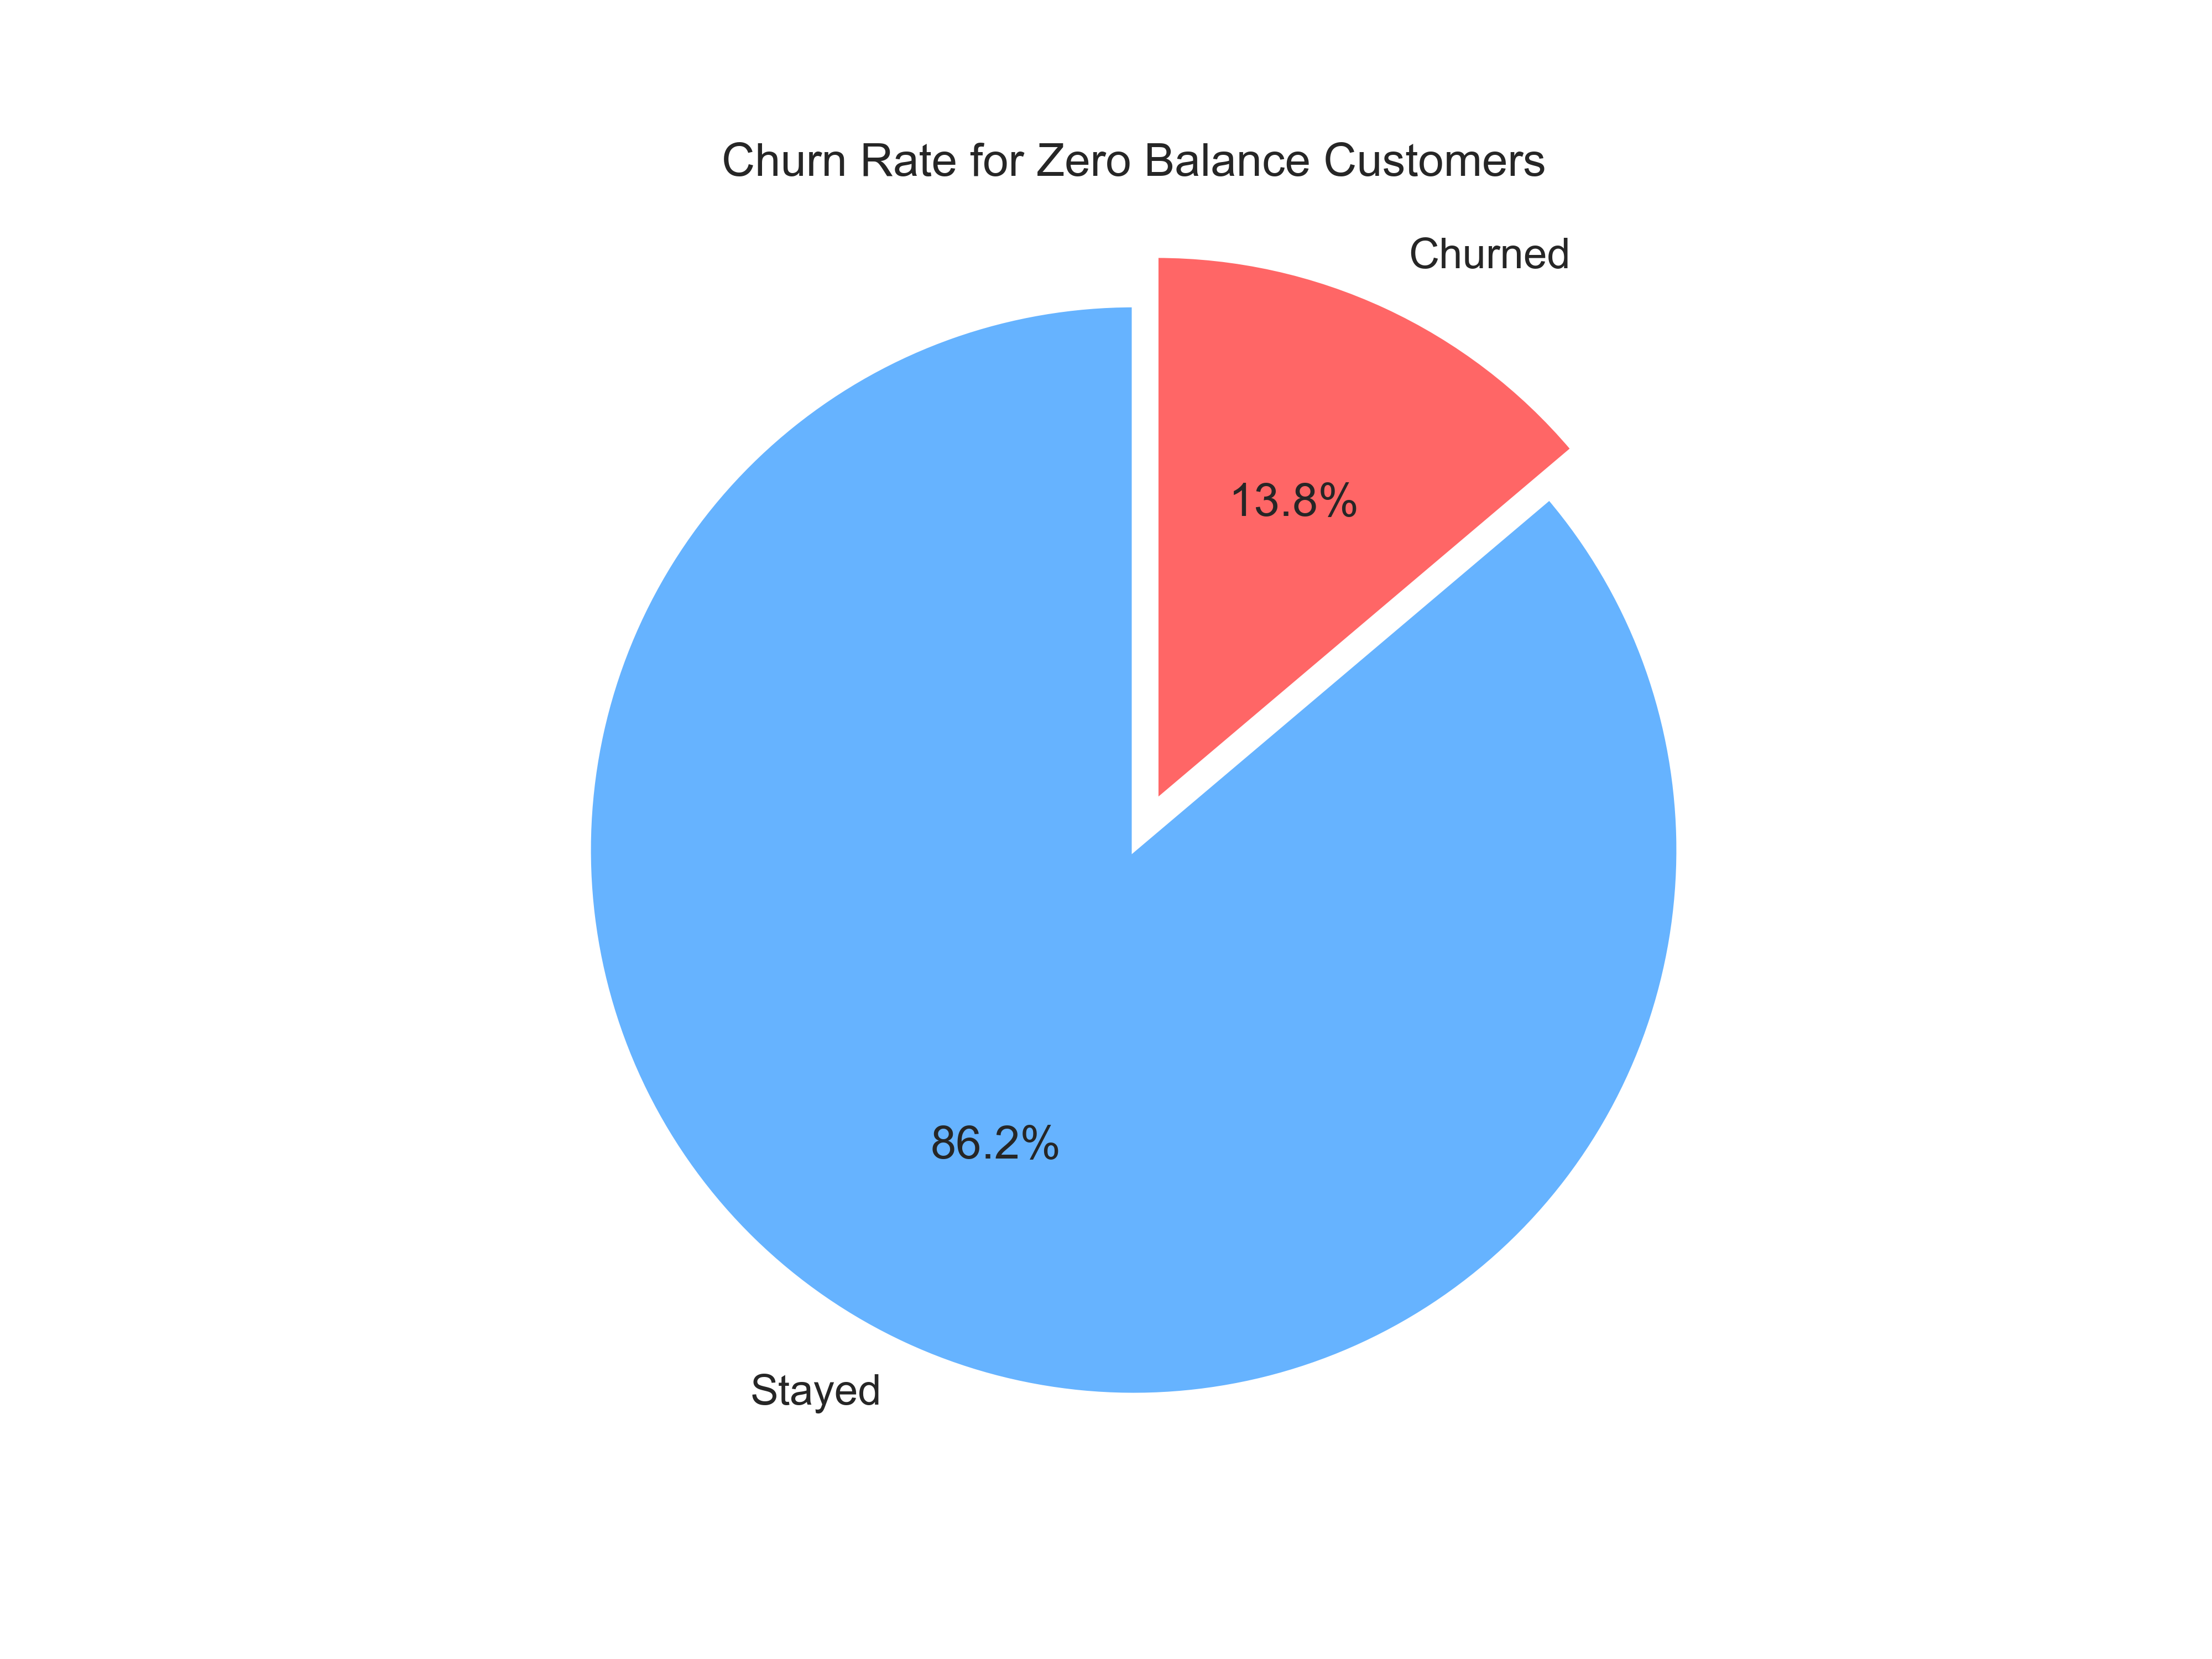 Churn Rate for Zero Balance Customers
Churned
13.8%
86.2%
Stayed